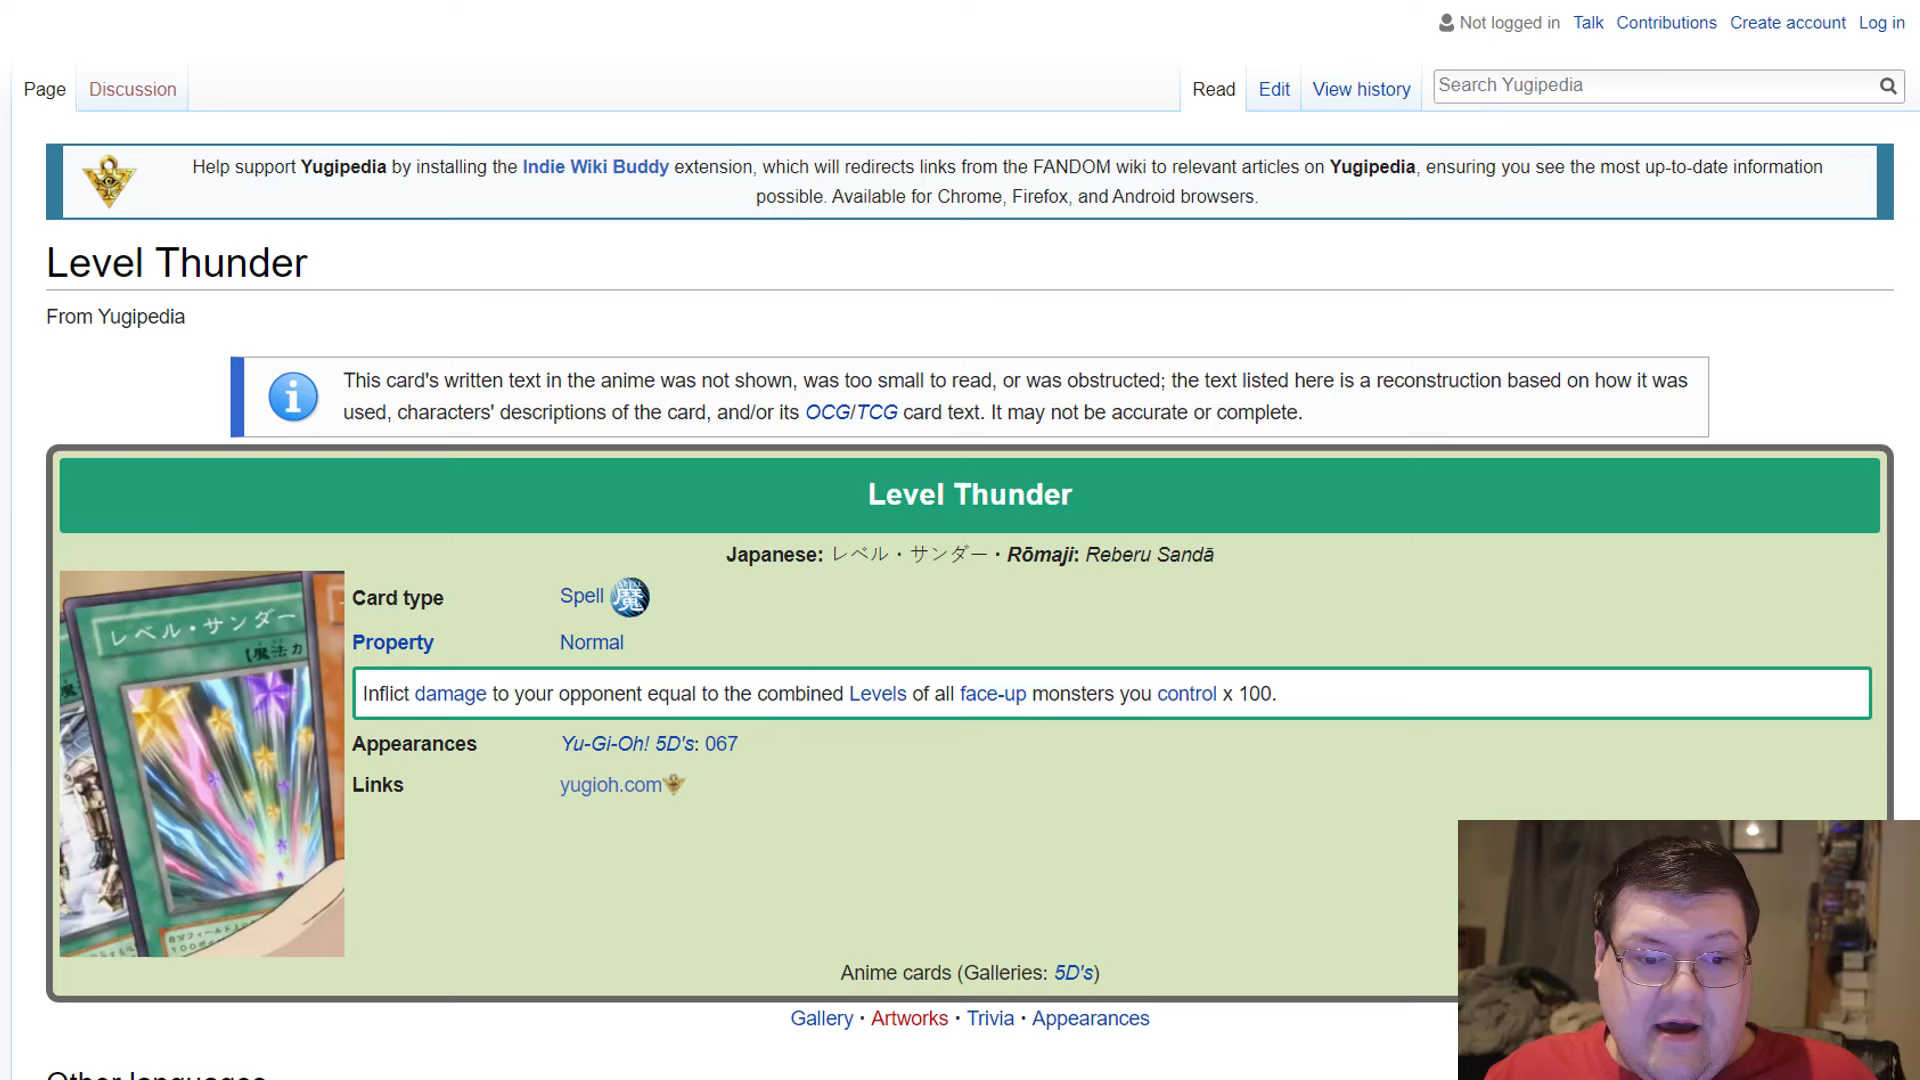 Not logged in Talk Contributions Create account Log in
Page Discussion Read Edit View history Search Yugipedia
Help support Yugipedia by installing the Indie Wiki Buddy extension, which will redirects links from the FANDOM wiki to relevant articles on Yugipedia, ensuring you see the most up-to-date information
possible. Available for Chrome, Firefox, and Android browsers.
Level Thunder
From Yugipedia
This card's written text in the anime was not shown, was too small to read, or was obstructed; the text listed here is a reconstruction based on how it was
used, characters' descriptions of the card, and/or its OCG/TCG card text. It may not be accurate or complete.
Level Thunder
Japanese: レベル・サンダー · Rōmaji: Reberu Sandā
レベル・サンダー
【魔法カ
Card type Spell 魔
Property Normal
Inflict damage to your opponent equal to the combined Levels of all face-up monsters you control x 100.
Appearances Yu-Gi-Oh! 5D's: 067
Links yugioh.com
Anime cards (Galleries: 5D's)
Gallery · Artworks · Trivia · Appearances
Other languages